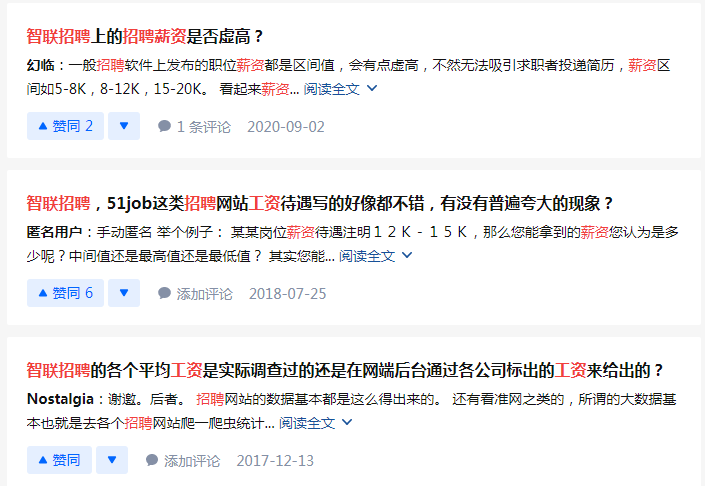 智联招聘上的招聘薪资是否虚高？
幻临：一般招聘软件上发布的职位薪资都是区间值，会有点虚高，不然无法吸引求职者投递简历，薪资区
间如5-8K，8-12K，15-20K。 看起来薪资... 阅读全文
赞同 2 1 条评论 2020-09-02
智联招聘，51job这类招聘网站工资待遇写的好像都不错，有没有普遍夸大的现象？
匿名用户：手动匿名 举个例子： 某某岗位薪资待遇注明１２Ｋ－１５Ｋ，那么您能拿到的薪资您认为是多
少呢？中间值还是最高值还是最低值？ 其实您能... 阅读全文
赞同 6 添加评论 2018-07-25
智联招聘的各个平均工资是实际调查过的还是在网端后台通过各公司标出的工资来给出的？
Nostalgia：谢邀。后者。 招聘网站的数据基本都是这么得出来的。 还有看准网之类的，所谓的大数据基
本也就是去各个招聘网站爬一爬虫统计... 阅读全文
赞同 添加评论 2017-12-13